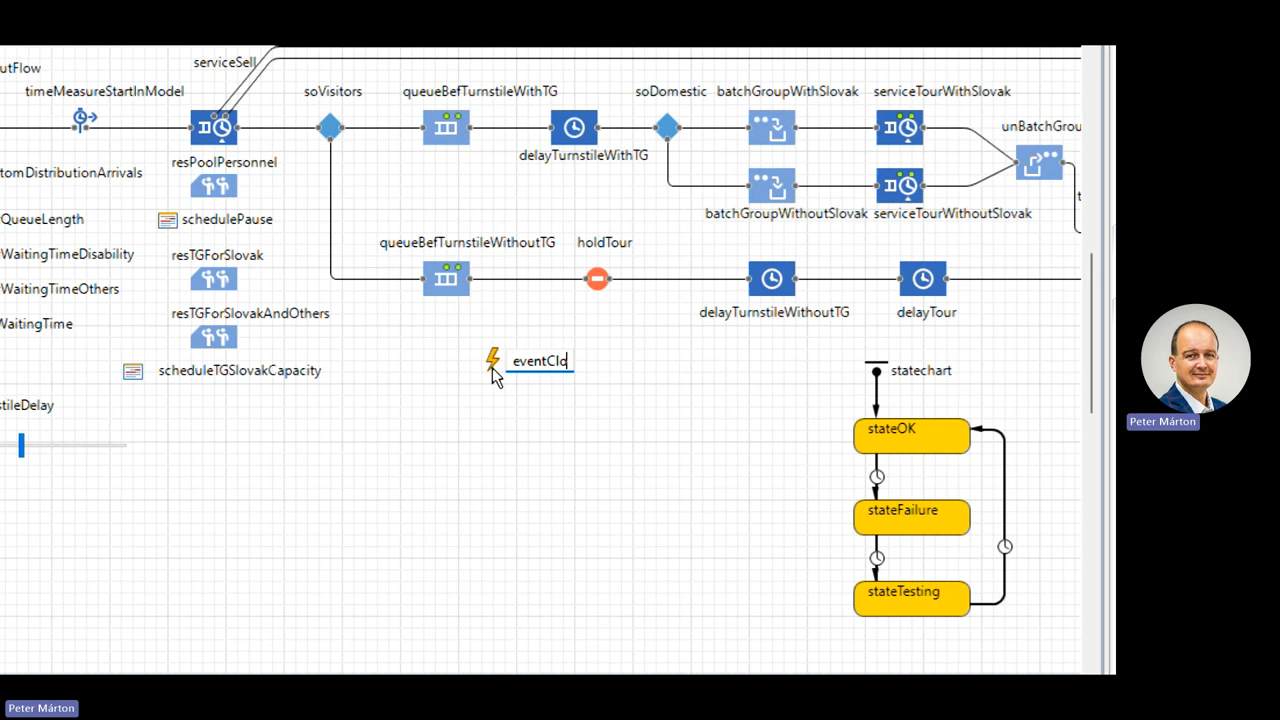 utFlow
serviceSell
timeMeasureStartInModel
soVisitors
queueBefTurnstileWithTG
soDomestic
batchGroupWithSlovak
serviceTourWithSlovak
unBatchGrou
delayTurnstileWithTG
resPoolPersonnel
tomDistributionArrivals
t
batchGroupWithoutSlovak
serviceTourWithoutSlovak
QueueLength
schedulePause
queueBefTurnstileWithoutTG
holdTour
WaitingTimeDisability
resTGForSlovak
WaitingTimeOthers
resTGForSlovakAndOthers
delayTurnstileWithoutTG
delayTour
WaitingTime
eventCld
scheduleTGSlovakCapacity
statechart
stileDelay
stateOK
stateFailure
stateTesting
Peter Márton
Peter Márton